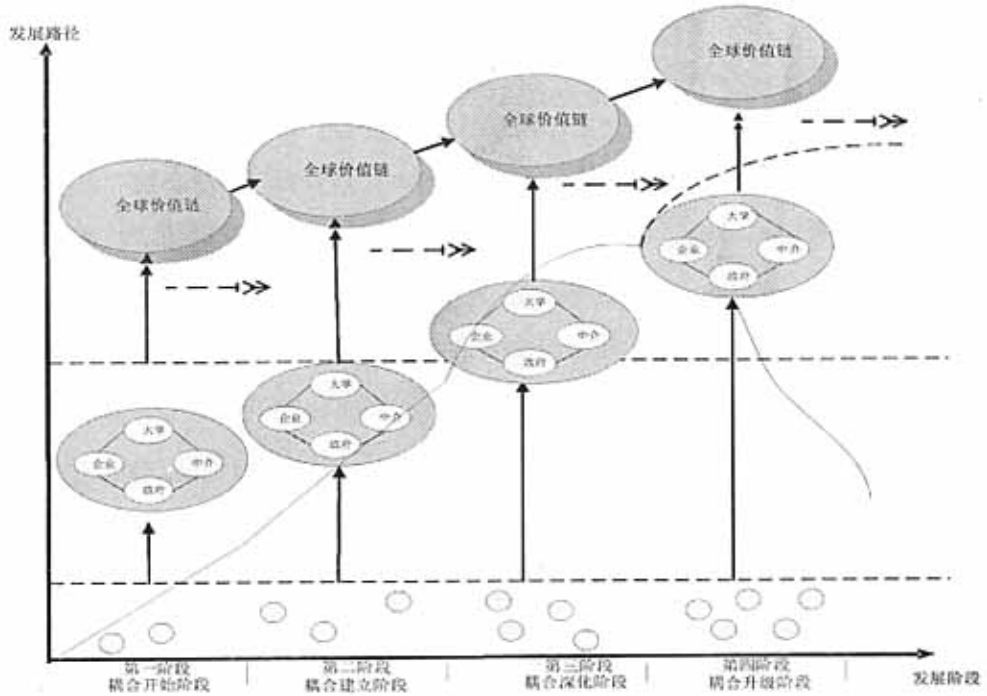 发展路径
全球价值链
全球价值链
全球价值链
全球价值链
大学
企业
中介
政府
大学
企业
中介
政府
大学
企业
中介
政府
大学
企业
中介
政府
第一阶段
耦合开始阶段
第二阶段
耦合建立阶段
第三阶段
耦合深化阶段
第四阶段
耦合升级阶段
发展阶段